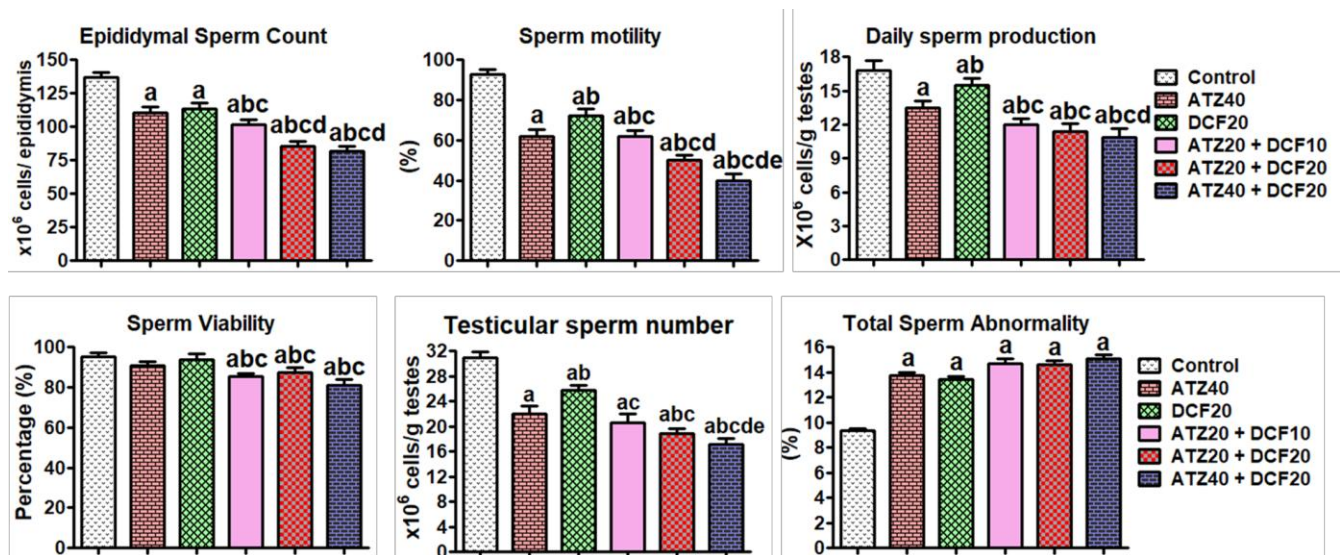 Epididymal Sperm Count
x10⁶ cells/ epididymis
150
125
100
75
50
25
0
a
a
abc
abcd
abcd
Sperm motility
(%)
100
80
60
40
20
0
a
ab
abc
abcd
abcde
Daily sperm production
X10⁶ cells/g testes
18
15
12
9
6
3
0
a
ab
abc
abc
abcd
Control
ATZ40
DCF20
ATZ20 + DCF10
ATZ20 + DCF20
ATZ40 + DCF20
Sperm Viability
Percentage (%)
100
80
60
40
20
0
abc
abc
abc
Testicular sperm number
x10⁶ cells/g testes
32
28
24
20
16
12
8
4
0
a
ab
ac
abc
abcde
Total Sperm Abnormality
(%)
16
14
12
10
8
6
4
2
0
a
a
a
a
a
Control
ATZ40
DCF20
ATZ20 + DCF10
ATZ20 + DCF20
ATZ40 + DCF20